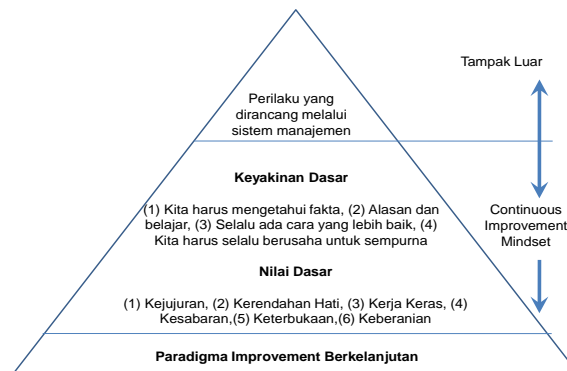 Tampak Luar
Perilaku yang
dirancang melalui
sistem manajemen
Keyakinan Dasar
(1) Kita harus mengetahui fakta, (2) Alasan dan
belajar, (3) Selalu ada cara yang lebih baik, (4)
Kita harus selalu berusaha untuk sempurna
Continuous
Improvement
Mindset
Nilai Dasar
(1) Kejujuran, (2) Kerendahan Hati, (3) Kerja Keras, (4)
Kesabaran,(5) Keterbukaan,(6) Keberanian
Paradigma Improvement Berkelanjutan